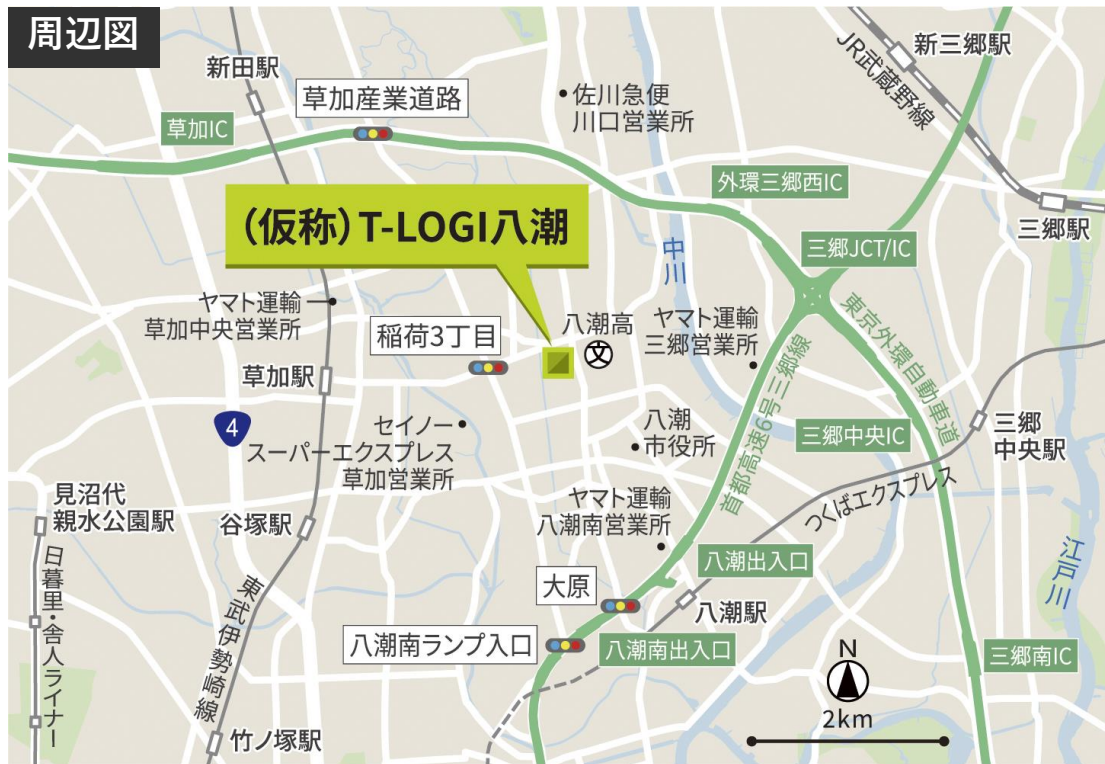 周辺図
新田駅
草加産業道路
佐川急便
川口営業所
新三郷駅
JR武蔵野線
草加IC
外環三郷西IC
三郷駅
(仮称)T-LOGI八潮
中川
三郷JCT/IC
ヤマト運輸
草加中央営業所
稲荷3丁目
八潮高
文
ヤマト運輸
三郷営業所
東京外環自動車道
首都高速6号三郷線
草加駅
4
セイノー
スーパーエクスプレス
草加営業所
八潮
市役所
三郷中央IC
三郷
中央駅
見沼代
親水公園駅
谷塚駅
ヤマト運輸
八潮南営業所
つくばエクスプレス
江戸川
日暮里・舎人ライナー
東武伊勢崎線
大原
八潮出入口
八潮駅
八潮南ランプ入口
八潮南出入口
三郷南IC
竹ノ塚駅
N
2km